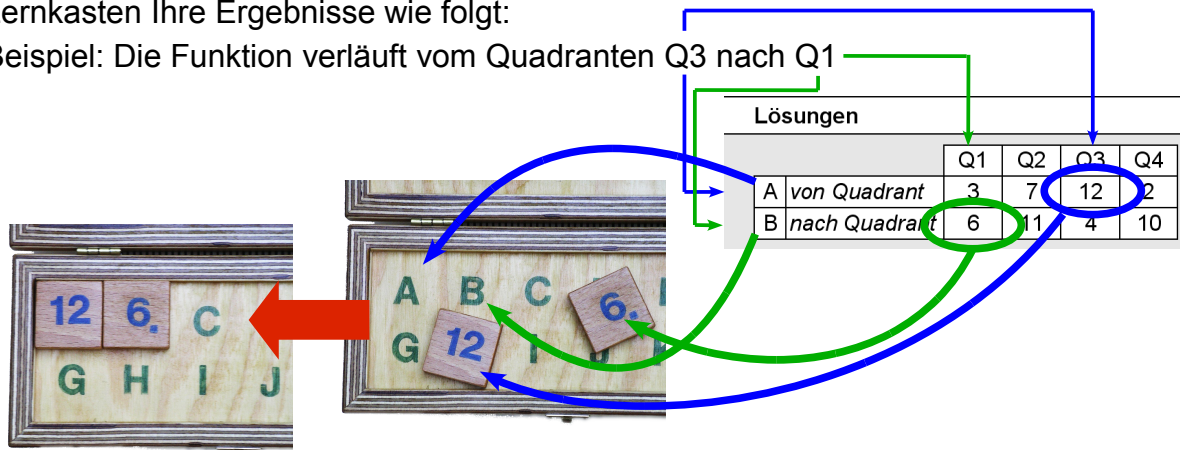 ernkasten Ihre Ergebnisse wie folgt:
Beispiel: Die Funktion verläuft vom Quadranten Q3 nach Q1
Lösungen
Q1 Q2 Q3 Q4
A von Quadrant 3 7 12 2
B nach Quadrant 6 11 4 10
12 6. C
G H I J
A B C 6.
G 12 I J